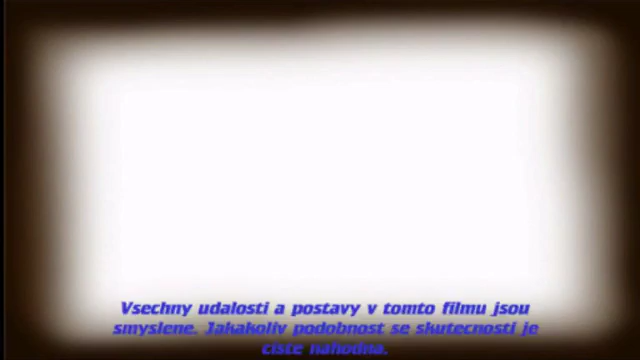 Vsechny udalosti a postavy v tomto filmu jsou
smyslene. Jakakoliv podobnost se skutecnosti je
ciste nahodna.